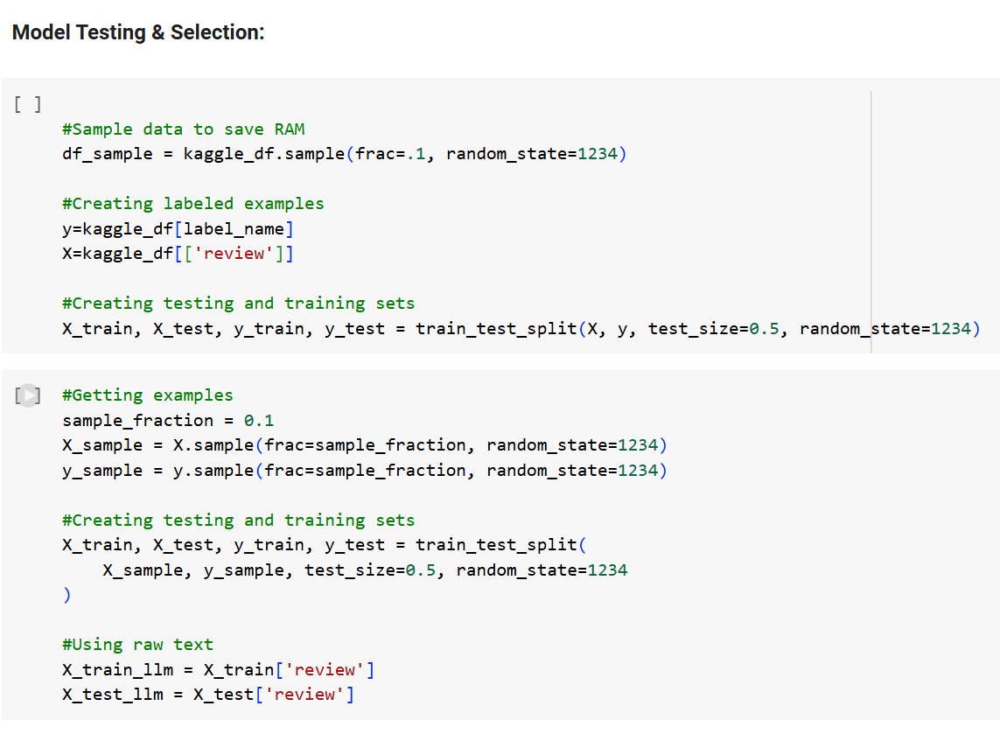 Model Testing & Selection:
[ ]
#Sample data to save RAM
df_sample = kaggle_df.sample(frac=.1, random_state=1234)
#Creating labeled examples
y=kaggle_df[label_name]
X=kaggle_df[['review']]
#Creating testing and training sets
X_train, X_test, y_train, y_test = train_test_split(X, y, test_size=0.5, random_state=1234)
[ ] #Getting examples
sample_fraction = 0.1
X_sample = X.sample(frac=sample_fraction, random_state=1234)
y_sample = y.sample(frac=sample_fraction, random_state=1234)
#Creating testing and training sets
X_train, X_test, y_train, y_test = train_test_split(
    X_sample, y_sample, test_size=0.5, random_state=1234
)
#Using raw text
X_train_llm = X_train['review']
X_test_llm = X_test['review']